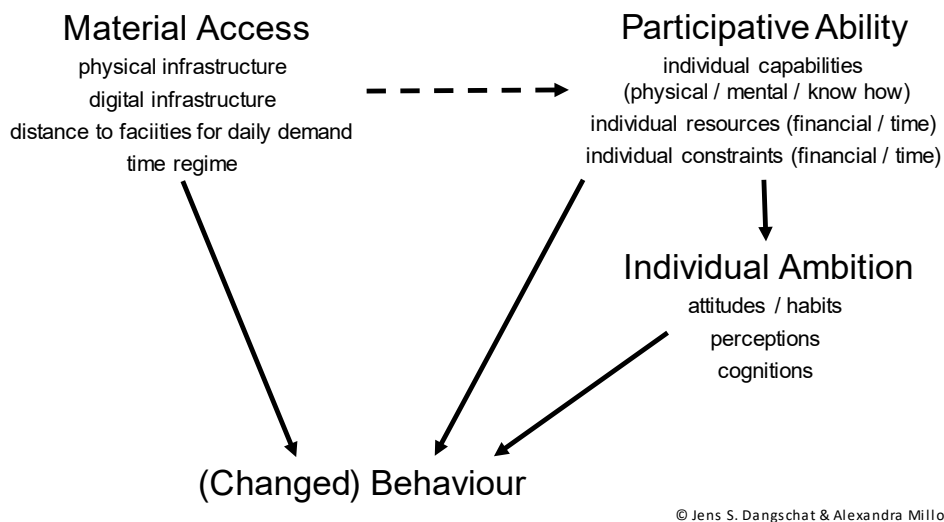 Material Access
physical infrastructure
digital infrastructure
distance to faciities for daily demand
time regime
Participative Ability
individual capabilities
(physical / mental / know how)
individual resources (financial / time)
individual constraints (financial / time)
Individual Ambition
attitudes / habits
perceptions
cognitions
(Changed) Behaviour
© Jens S. Dangschat & Alexandra Millo